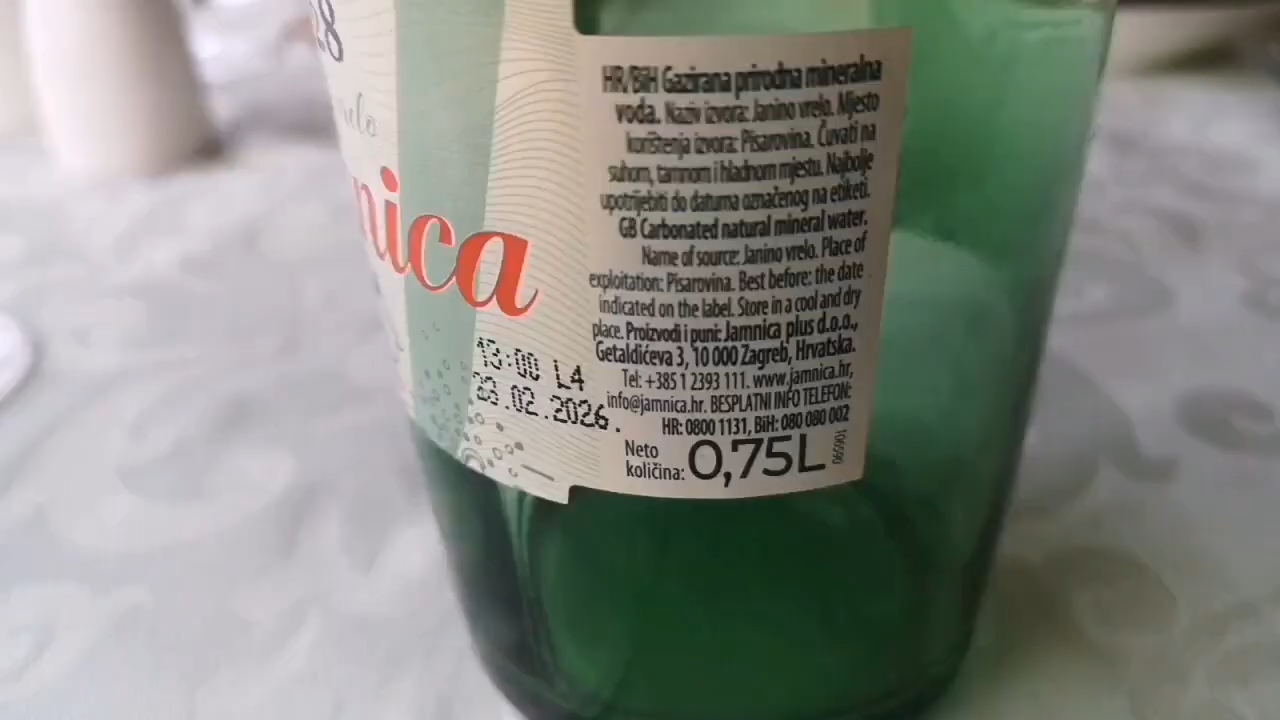 28
nica
13:00 L4
28.02.2026.
HR/BiH Gazirana prirodna mineralna
voda. Naziv izvora: Janino vrelo. Mjesto
korištenja izvora: Pisarovina. Čuvati na
suhom, tamnom i hladnom mjestu. Najbolje
upotrijebiti do datuma označenog na etiketi.
GB Carbonated natural mineral water.
Name of source: Janino vrelo. Place of
exploitation: Pisarovina. Best before: the date
indicated on the label. Store in a cool and dry
place. Proizvodi i puni: Jamnica plus d.o.o.,
Getaldićeva 3, 10 000 Zagreb, Hrvatska.
Tel: +385 1 2393 111. www.jamnica.hr,
info@jamnica.hr. BESPLATNI INFO TELEFON:
HR: 0800 1131, BiH: 080 080 002
Neto
količina: 0,75L